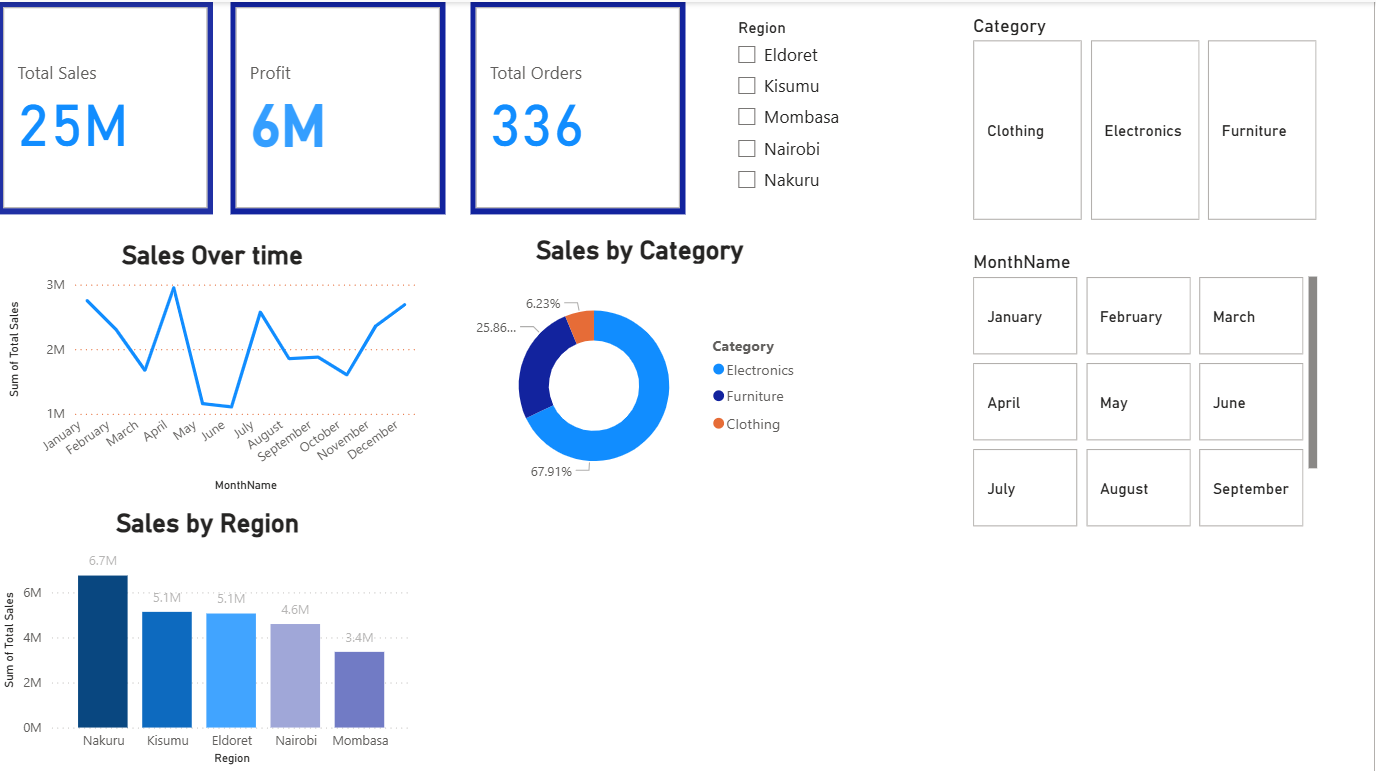 Total Sales
25M
Profit
6M
Total Orders
336
Region
Eldoret
Kisumu
Mombasa
Nairobi
Nakuru
Category
Clothing
Electronics
Furniture
Sales Over time
Sum of Total Sales
3M
2M
1M
January
February
March
April
May
June
July
August
September
October
November
December
MonthName
Sales by Category
6.23%
25.86...
67.91%
Category
Electronics
Furniture
Clothing
MonthName
January
February
March
April
May
June
July
August
September
Sales by Region
Sum of Total Sales
6M
4M
2M
0M
6.7M
5.1M
5.1M
4.6M
3.4M
Nakuru
Kisumu
Eldoret
Nairobi
Mombasa
Region